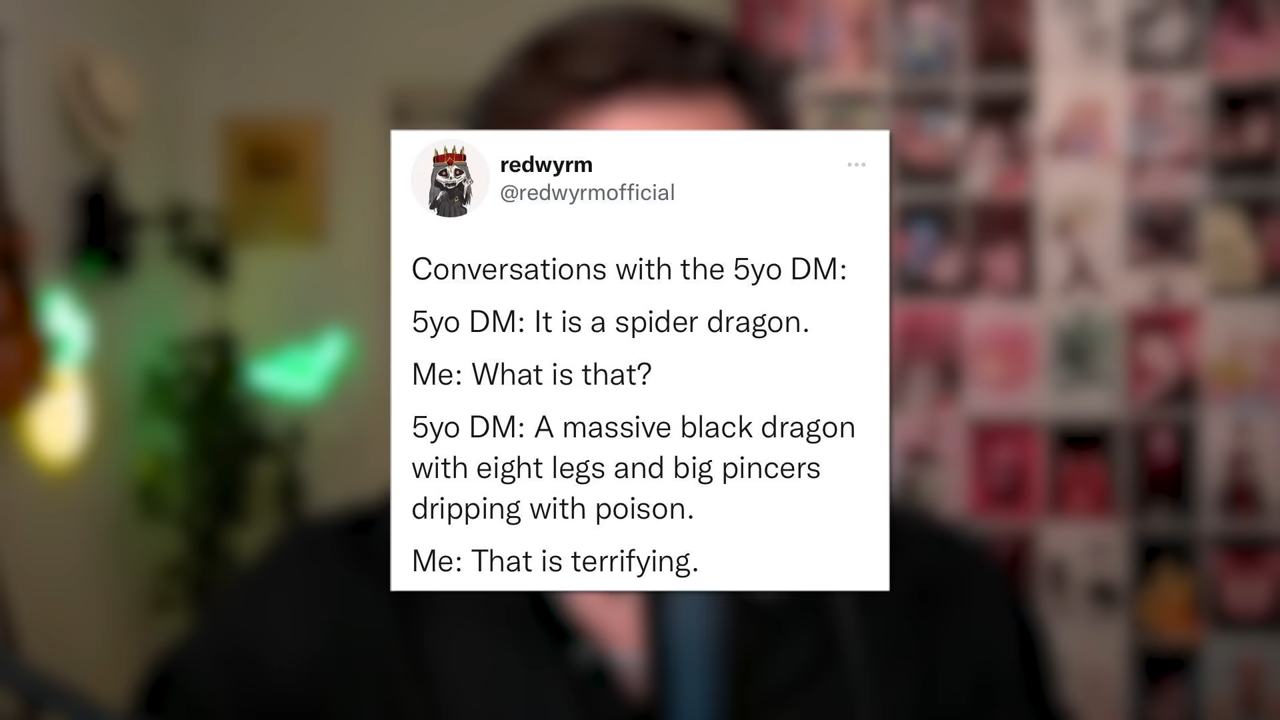 redwyrm
@redwyrmofficial
Conversations with the 5yo DM:
5yo DM: It is a spider dragon.
Me: What is that?
5yo DM: A massive black dragon
with eight legs and big pincers
dripping with poison.
Me: That is terrifying.